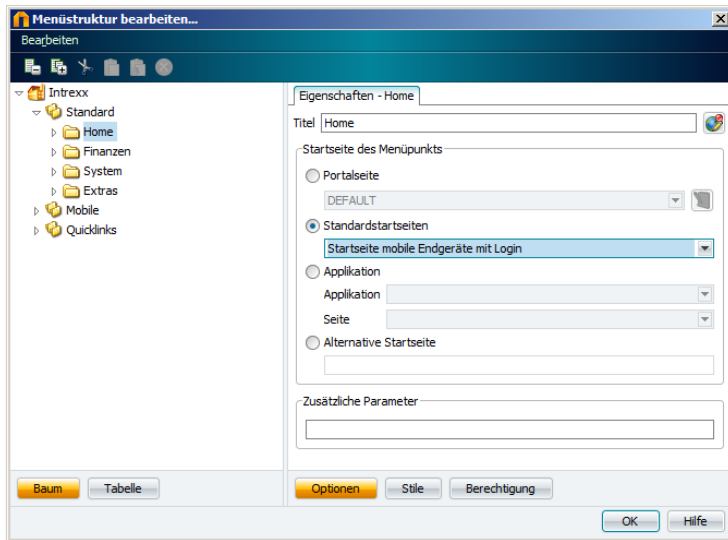 Menüstruktur bearbeiten...
Bearbeiten
Intrexx
Standard
Home
Finanzen
System
Extras
Mobile
Quicklinks
Eigenschaften - Home
Titel Home
Startseite des Menüpunkts
Portalseite
DEFAULT
Standardstartseiten
Startseite mobile Endgeräte mit Login
Applikation
Applikation
Seite
Alternative Startseite
Zusätzliche Parameter
Baum Tabelle
Optionen Stile Berechtigung
OK Hilfe